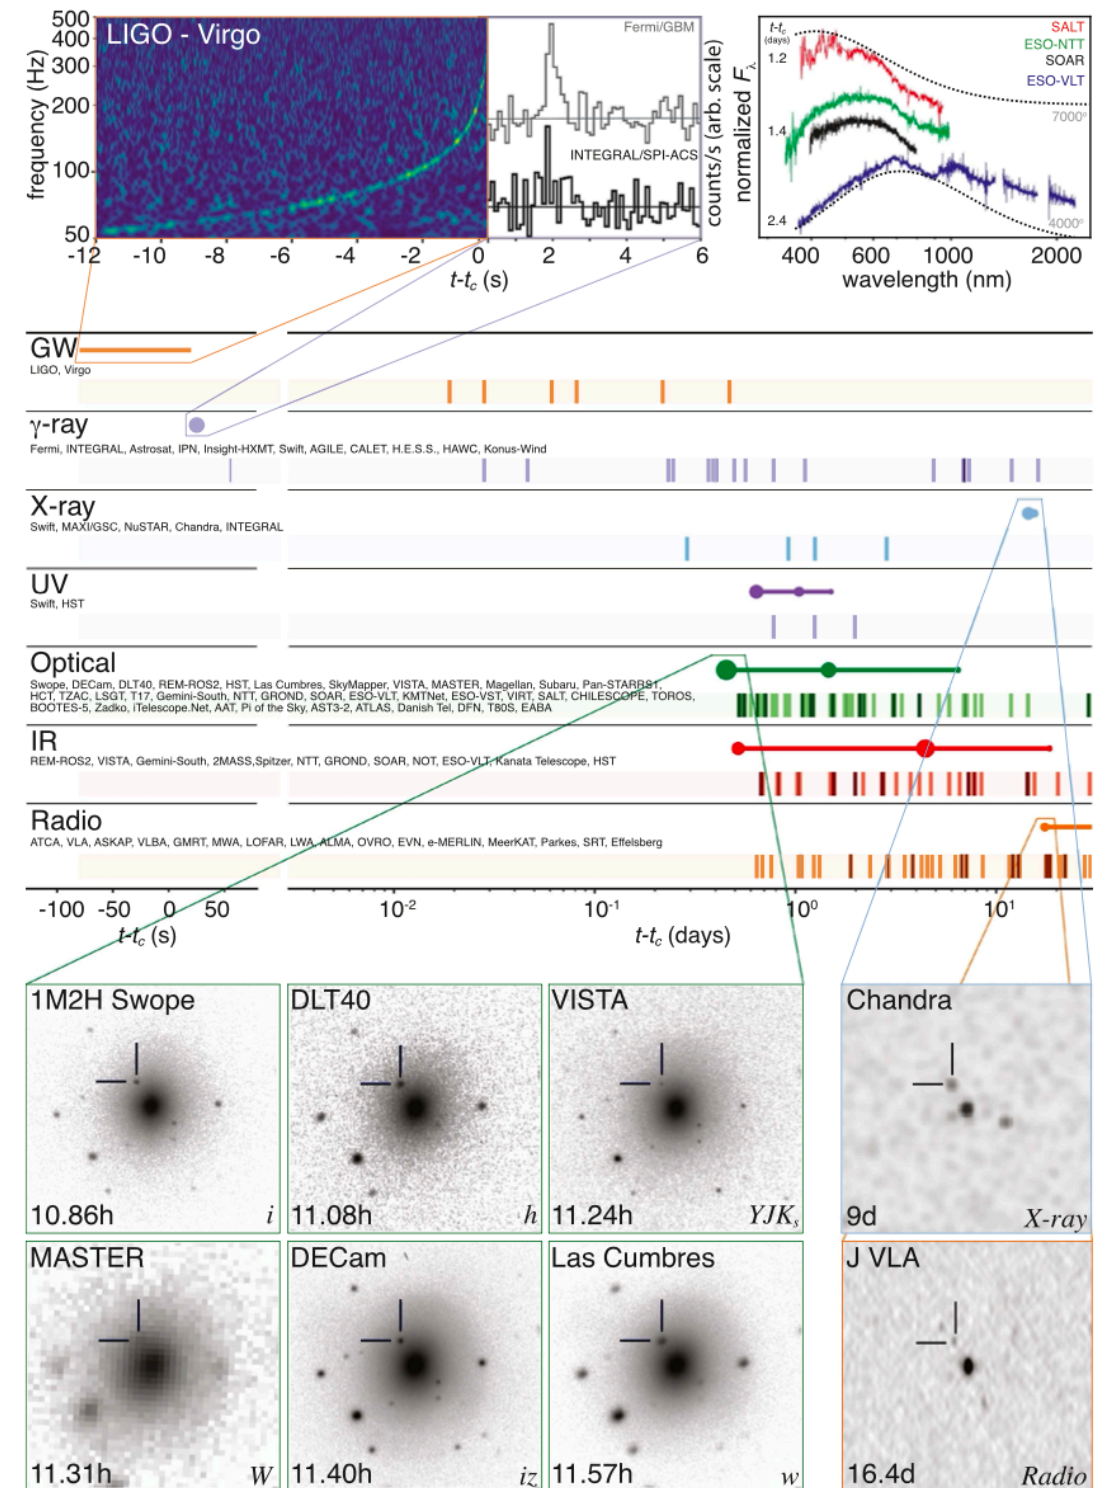 500
400
300
200
100
50
frequency (Hz)
LIGO - Virgo
Fermi/GBM
INTEGRAL/SPI-ACS
counts/s (arb. scale)
-12 -10 -8 -6 -4 -2 0 2 4 6
t-tc (s)
normalized Fλ
t-tc
(days)
1.2
1.4
2.4
SALT
ESO-NTT
SOAR
ESO-VLT
7000°
4000°
400 600 1000 2000
wavelength (nm)
GW
LIGO, Virgo
γ-ray
Fermi, INTEGRAL, Astrosat, IPN, Insight-HXMT, Swift, AGILE, CALET, H.E.S.S., HAWC, Konus-Wind
X-ray
Swift, MAXI/GSC, NuSTAR, Chandra, INTEGRAL
UV
Swift, HST
Optical
Swope, DECam, DLT40, REM-ROS2, HST, Las Cumbres, SkyMapper, VISTA, MASTER, Magellan, Subaru, Pan-STARRS1,
HCT, TZAC, LSGT, T17, Gemini-South, NTT, GROND, SOAR, ESO-VLT, KMTNet, ESO-VST, VIRT, SALT, CHILESCOPE, TOROS,
BOOTES-5, Zadko, iTelescope.Net, AAT, Pi of the Sky, AST3-2, ATLAS, Danish Tel, DFN, T80S, EABA
IR
REM-ROS2, VISTA, Gemini-South, 2MASS,Spitzer, NTT, GROND, SOAR, NOT, ESO-VLT, Kanata Telescope, HST
Radio
ATCA, VLA, ASKAP, VLBA, GMRT, MWA, LOFAR, LWA, ALMA, OVRO, EVN, e-MERLIN, MeerKAT, Parkes, SRT, Effelsberg
-100 -50 0 50 10-2 10-1 100 101
t-tc (s) t-tc (days)
1M2H Swope
10.86h i
DLT40
11.08h h
VISTA
11.24h YJKs
Chandra
9d X-ray
MASTER
11.31h W
DECam
11.40h iz
Las Cumbres
11.57h w
J VLA
16.4d Radio